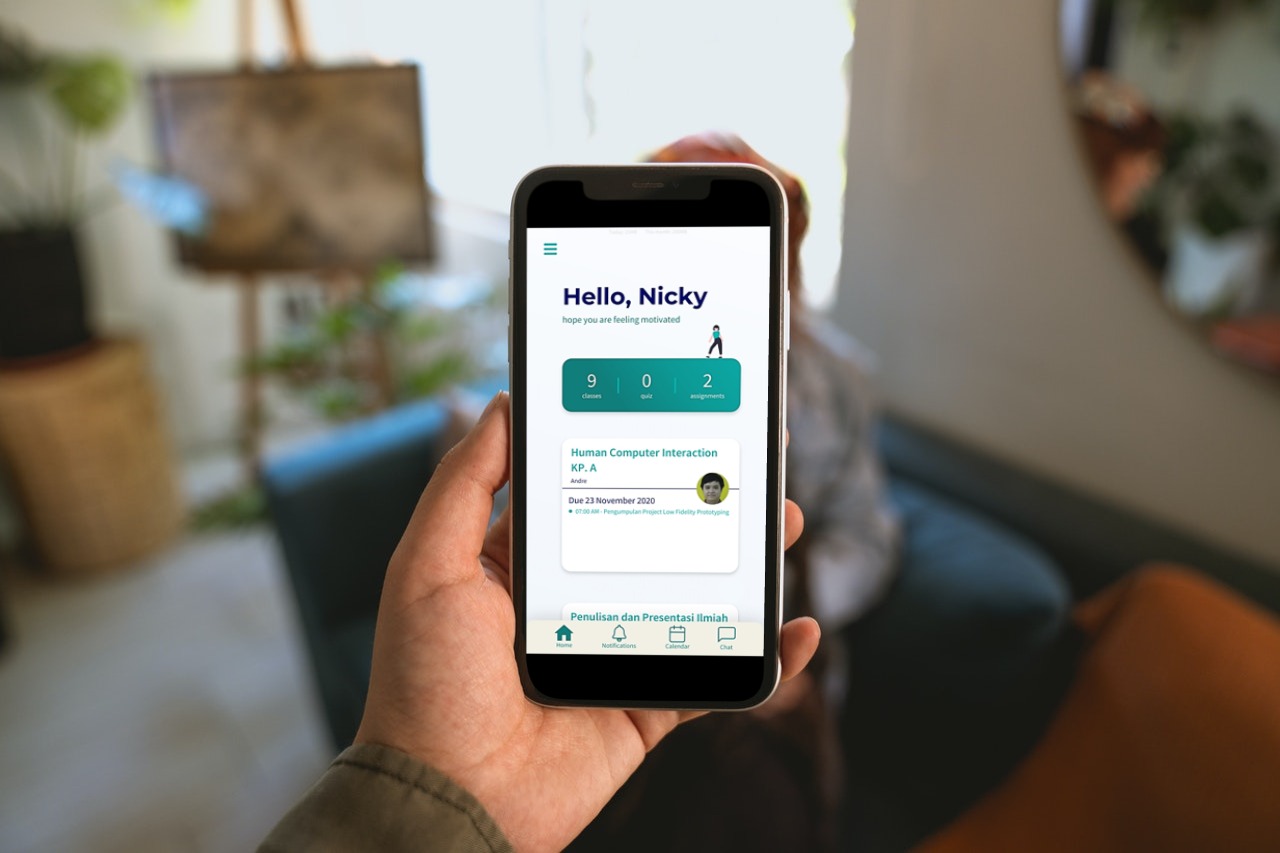 Hello, Nicky
hope you are feeling motivated
9 0 2
classes quiz assignments
Human Computer Interaction
KP. A
Andre
Due 23 November 2020
07:00 AM - Pengumpulan Project Low Fidelity Prototyping
Penulisan dan Presentasi Ilmiah
Home Notifications Calendar Chat